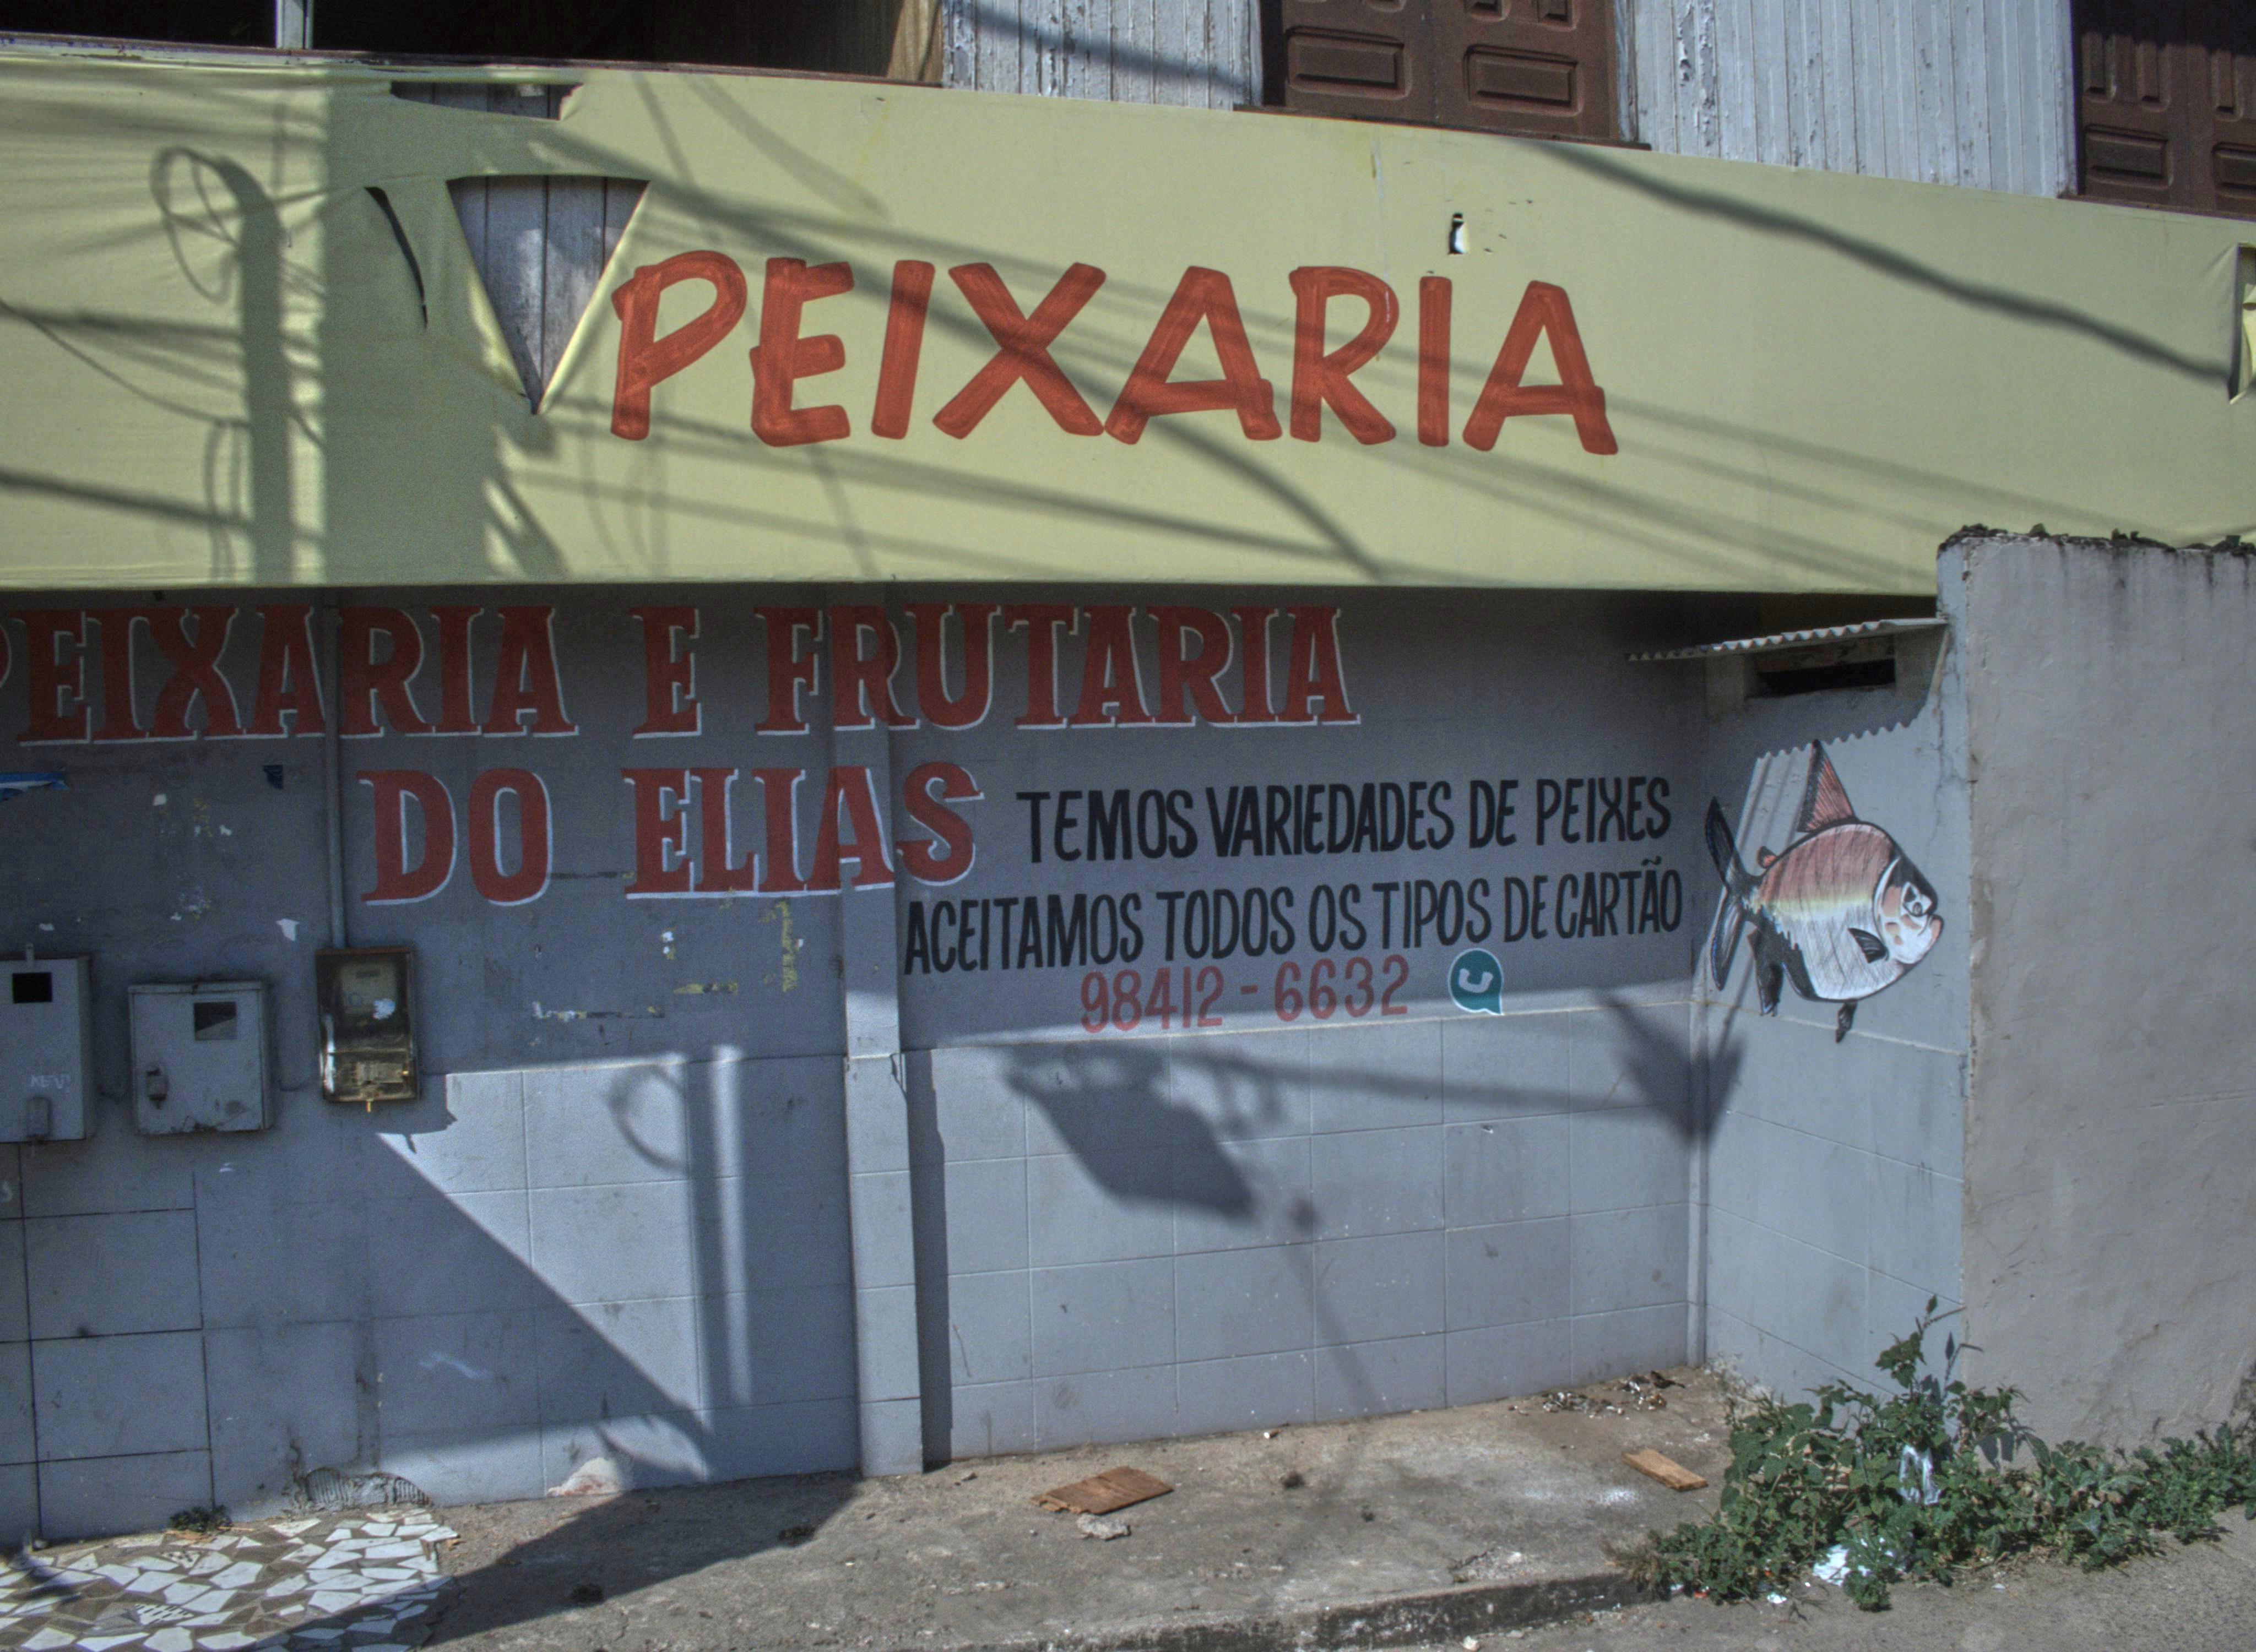 PEIXARIA
PEIXARIA E FRUTARIA
DO ELIAS
TEMOS VARIEDADES DE PEIXES
ACEITAMOS TODOS OS TIPOS DE CARTÃO
98412-6632